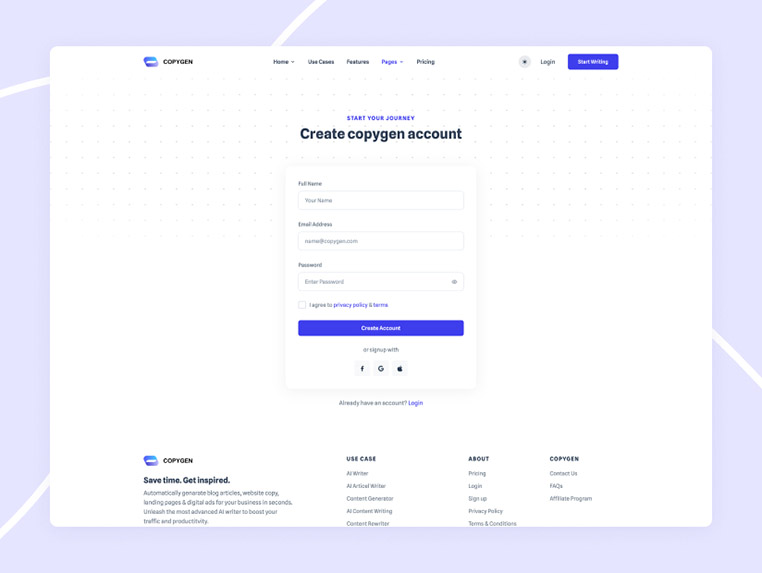 COPYGEN
Home
Use Cases
Features
Pages
Pricing
Login
Start Writing
START YOUR JOURNEY
Create copygen account
Full Name
Your Name
Email Address
name@copygen.com
Password
Enter Password
I agree to privacy policy & terms.
Create Account
or signup with
Already have an account? Login
COPYGEN
Save time. Get inspired.
Automatically generate blog articles, website copy,
landing pages & digital ads for your business in seconds.
Unleash the most advanced AI writer to boost your
traffic and productivity.
USE CASE
AI Writer
AI Artical Writer
Content Generator
AI Content Writing
Content Rewriter
ABOUT
Pricing
Login
Sign up
Privacy Policy
Terms & Conditions
COPYGEN
Contact Us
FAQs
Affiliate Program